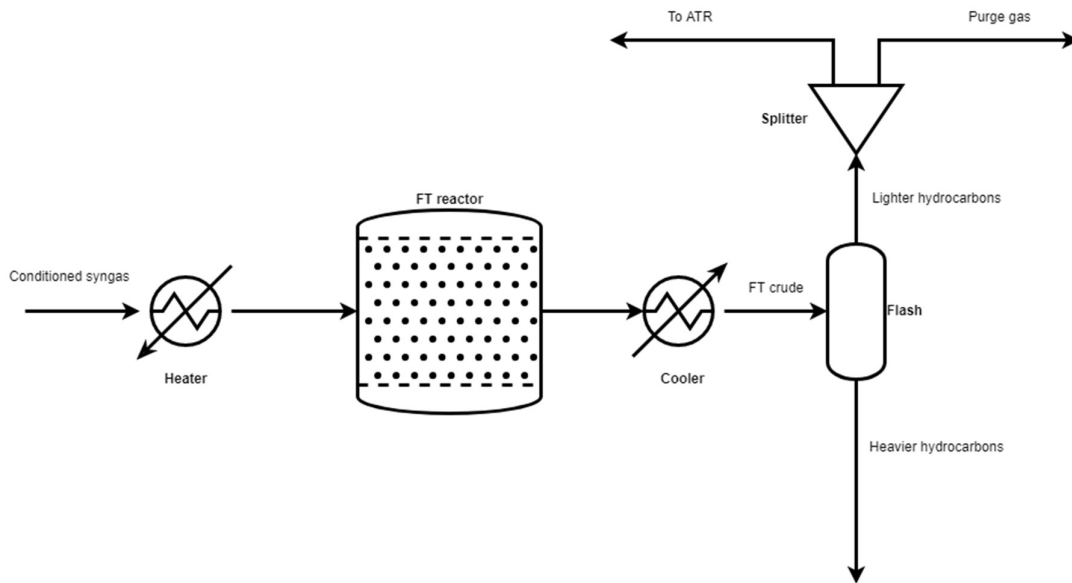 To ATR
Purge gas
Splitter
FT reactor
Lighter hydrocarbons
Conditioned syngas
FT crude
Flash
Heater
Cooler
Heavier hydrocarbons